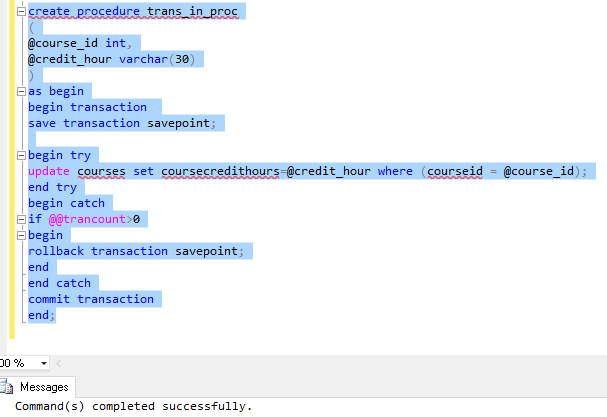 create procedure trans_in_proc
(
@course_id int,
@credit_hour varchar(30)
)
as begin
begin transaction
save transaction savepoint;
begin try
update courses set coursecredithours=@credit_hour where (courseid = @course_id);
end try
begin catch
if @@trancount>0
begin
rollback transaction savepoint;
end
end catch
commit transaction
end;
00 %
Messages
Command(s) completed successfully.